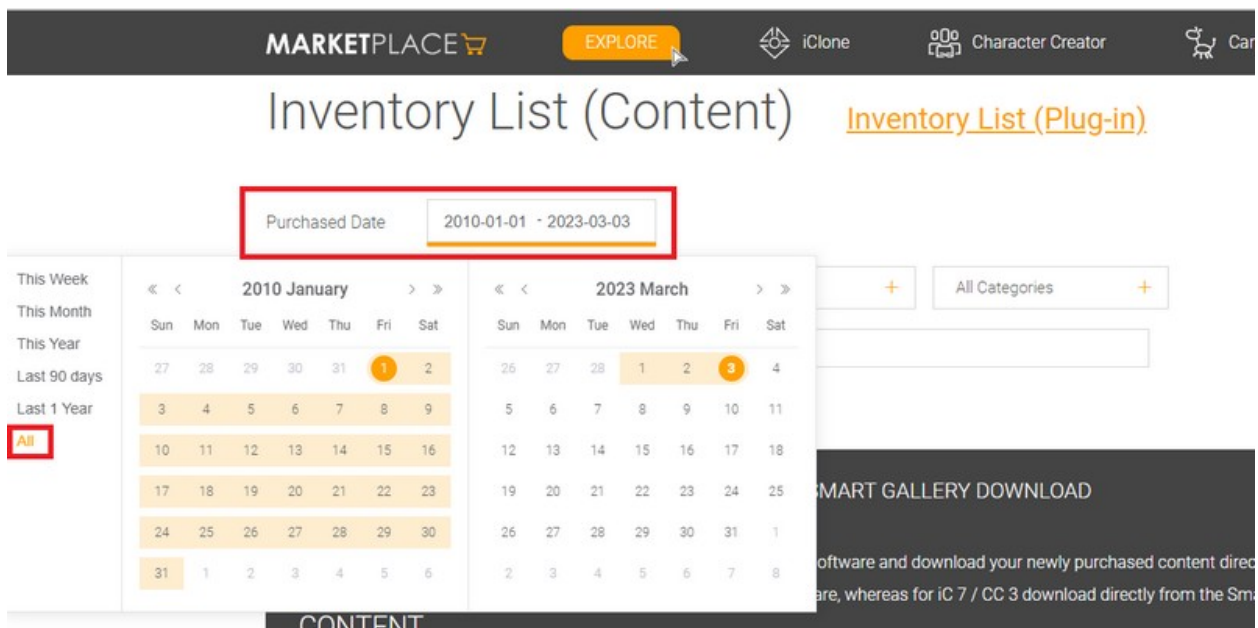 MARKETPLACE EXPLORE iClone Character Creator Car
Inventory List (Content) Inventory List (Plug-in)
Purchased Date 2010-01-01 - 2023-03-03
This Week
This Month
This Year
Last 90 days
Last 1 Year
All
« < 2010 January > »
Sun Mon Tue Wed Thu Fri Sat
27 28 29 30 31 1 2
3 4 5 6 7 8 9
10 11 12 13 14 15 16
17 18 19 20 21 22 23
24 25 26 27 28 29 30
31 1 2 3 4 5 6
« < 2023 March > »
Sun Mon Tue Wed Thu Fri Sat
26 27 28 1 2 3 4
5 6 7 8 9 10 11
12 13 14 15 16 17 18
19 20 21 22 23 24 25
26 27 28 29 30 31 1
2 3 4 5 6 7 8
+ All Categories +
SMART GALLERY DOWNLOAD
oftware and download your newly purchased content direc
are, whereas for iC 7 / CC 3 download directly from the Sma
CONTENT